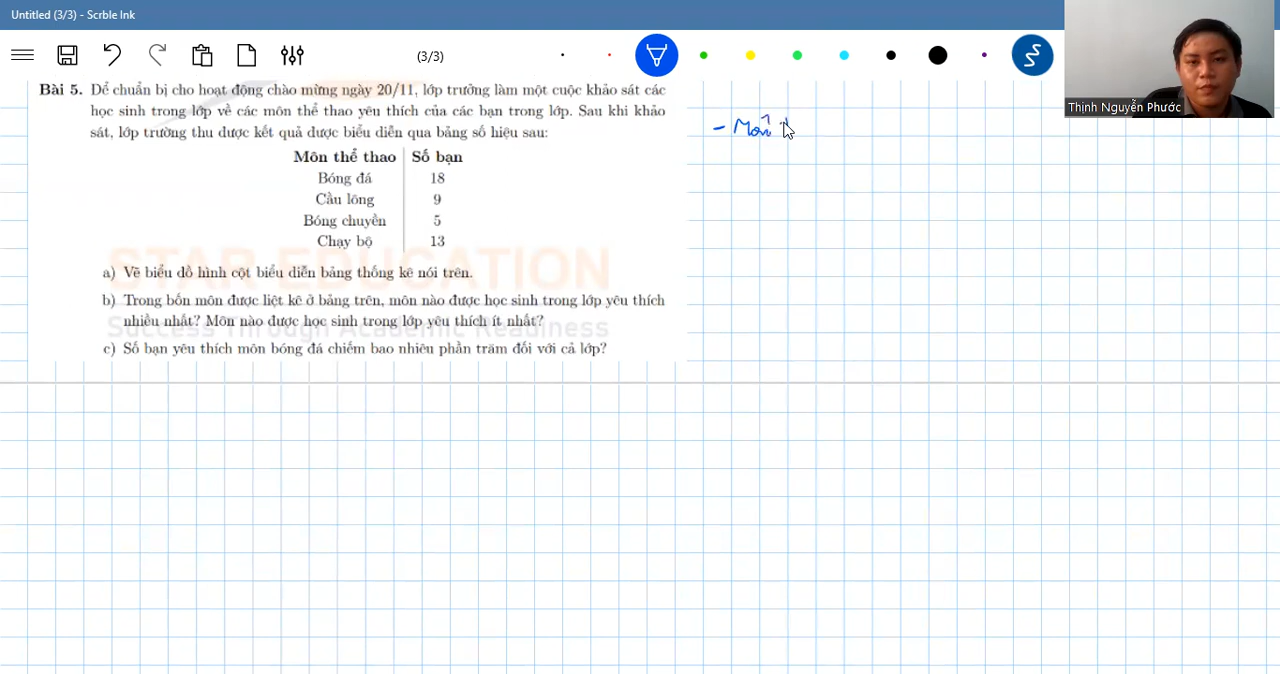 Untitled (3/3) - Scrble Ink
(3/3)
Thịnh Nguyễn Phước
Bài 5. Để chuẩn bị cho hoạt động chào mừng ngày 20/11, lớp trưởng làm một cuộc khảo sát các
học sinh trong lớp về các môn thể thao yêu thích của các bạn trong lớp. Sau khi khảo
sát, lớp trưởng thu được kết quả được biểu diễn qua bảng số hiệu sau:
- Môn
Môn thể thao Số bạn
Bóng đá 18
Cầu lông 9
Bóng chuyền 5
Chạy bộ 13
STAR EDUCATION
a) Vẽ biểu đồ hình cột biểu diễn bảng thống kê nói trên.
b) Trong bốn môn được liệt kê ở bảng trên, môn nào được học sinh trong lớp yêu thích
nhiều nhất? Môn nào được học sinh trong lớp yêu thích ít nhất?
Success Through Academic Readiness
c) Số bạn yêu thích môn bóng đá chiếm bao nhiêu phần trăm đối với cả lớp?